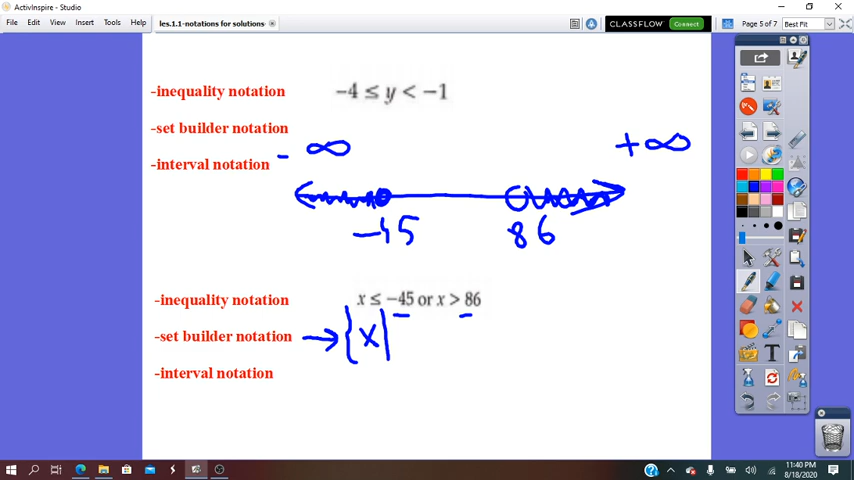 ActivInspire - Studio
File Edit View Insert Tools Help
les.1.1-notations for solutions-
CLASSFLOW Connect
Page 5 of 7
Best Fit
-inequality notation
−4 ≤ y < −1
-set builder notation
-interval notation
- ∞
+∞
-45
86
-inequality notation
x ≤ −45 or x > 86
-set builder notation → {x|
-interval notation
11:40 PM
8/18/2020